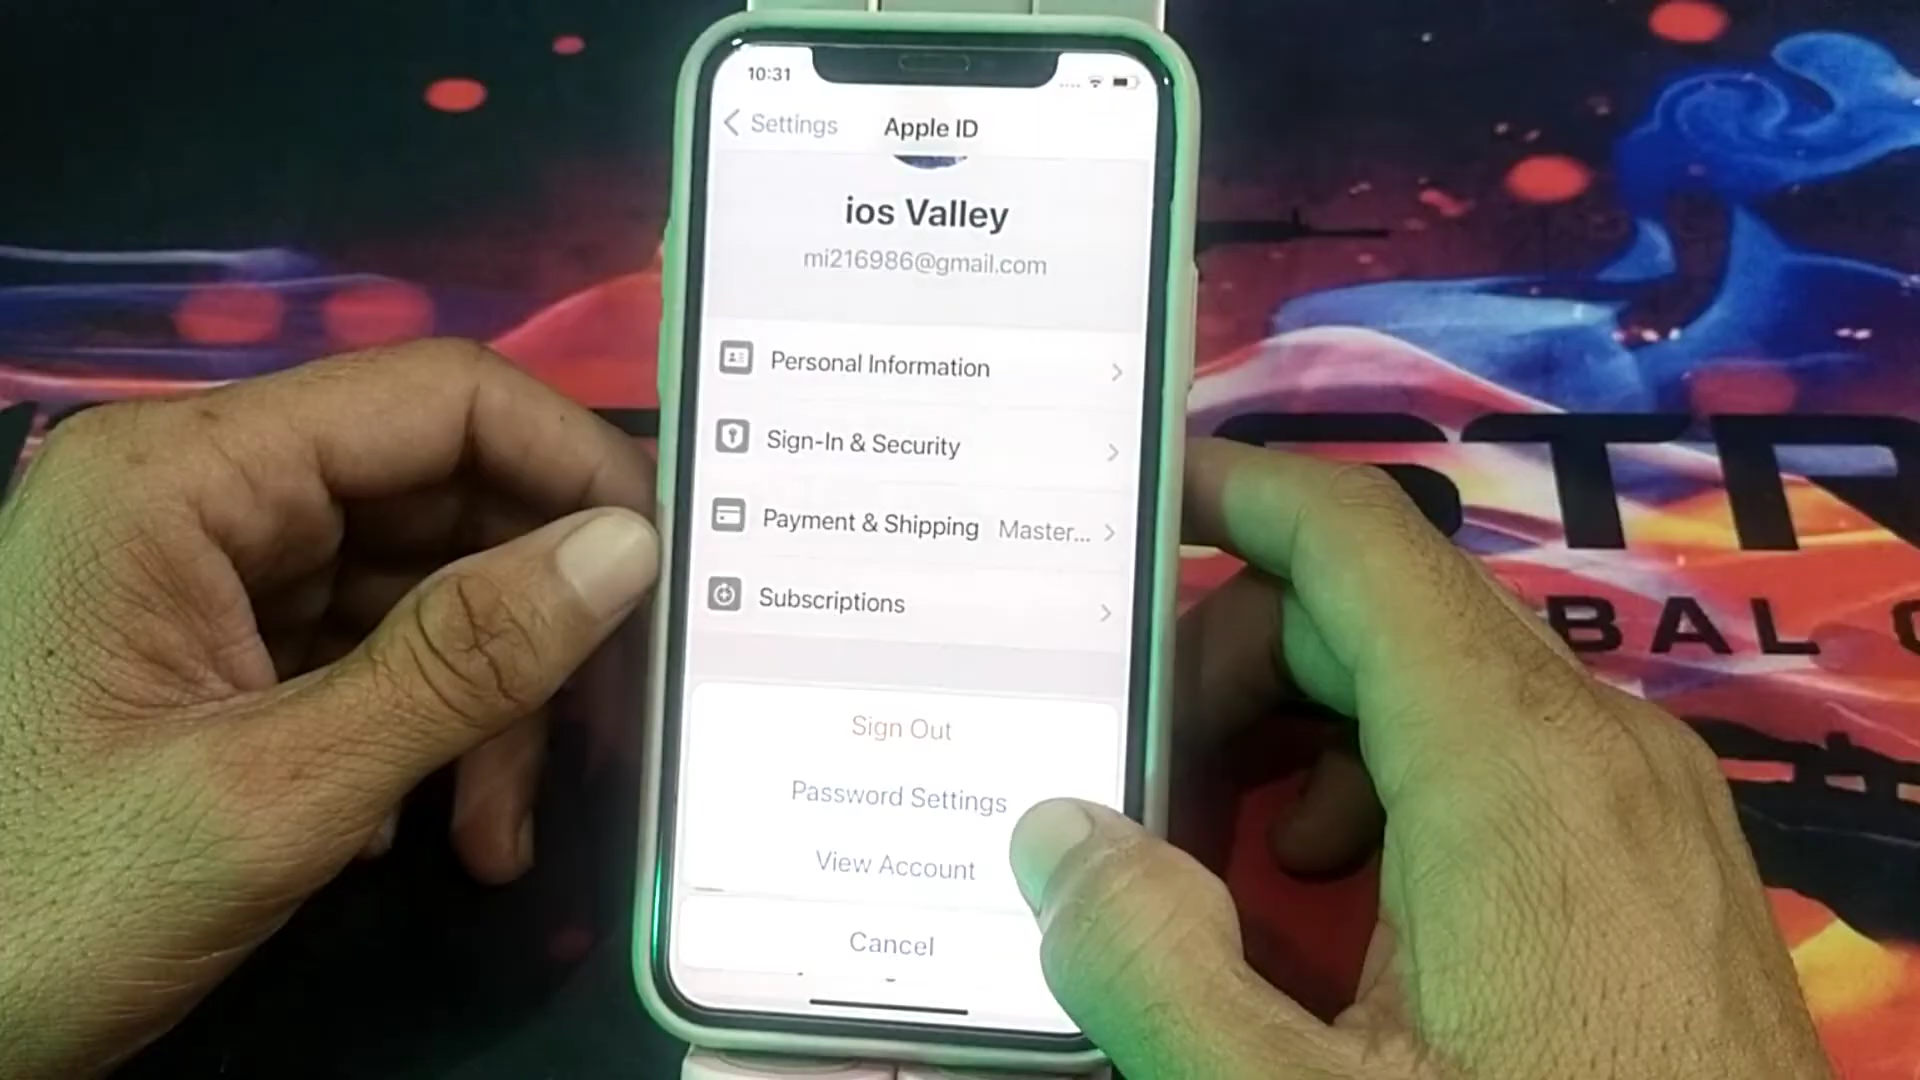 10:31
Settings
Apple ID
ios Valley
mi216986@gmail.com
Personal Information
Sign-In & Security
Payment & Shipping Master...
Subscriptions
Sign Out
Password Settings
View Account
Cancel
STR
BAL